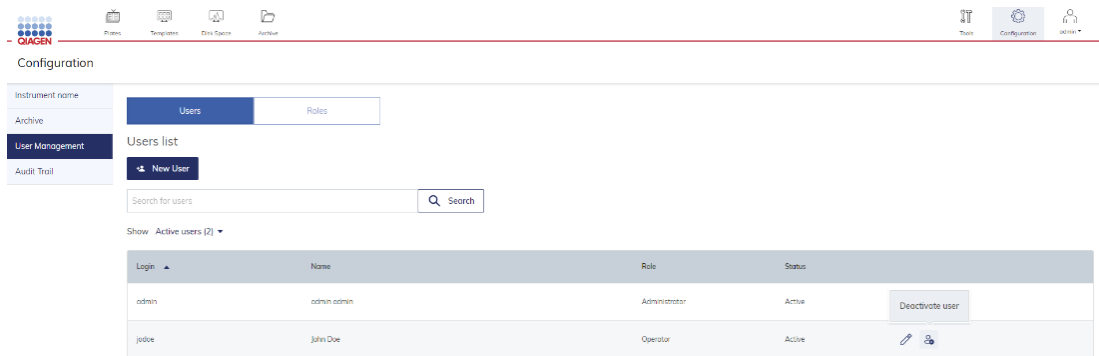 QIAGEN
Plates
Templates
Disk Space
Archive
Tools
Configuration
admin
Configuration
Instrument name
Archive
User Management
Audit Trail
Users
Roles
Users list
New User
Search for users
Search
Show Active users (2)
Login Name Role Status
admin admin admin Administrator Active
Deactivate user
jodoe John Doe Operator Active